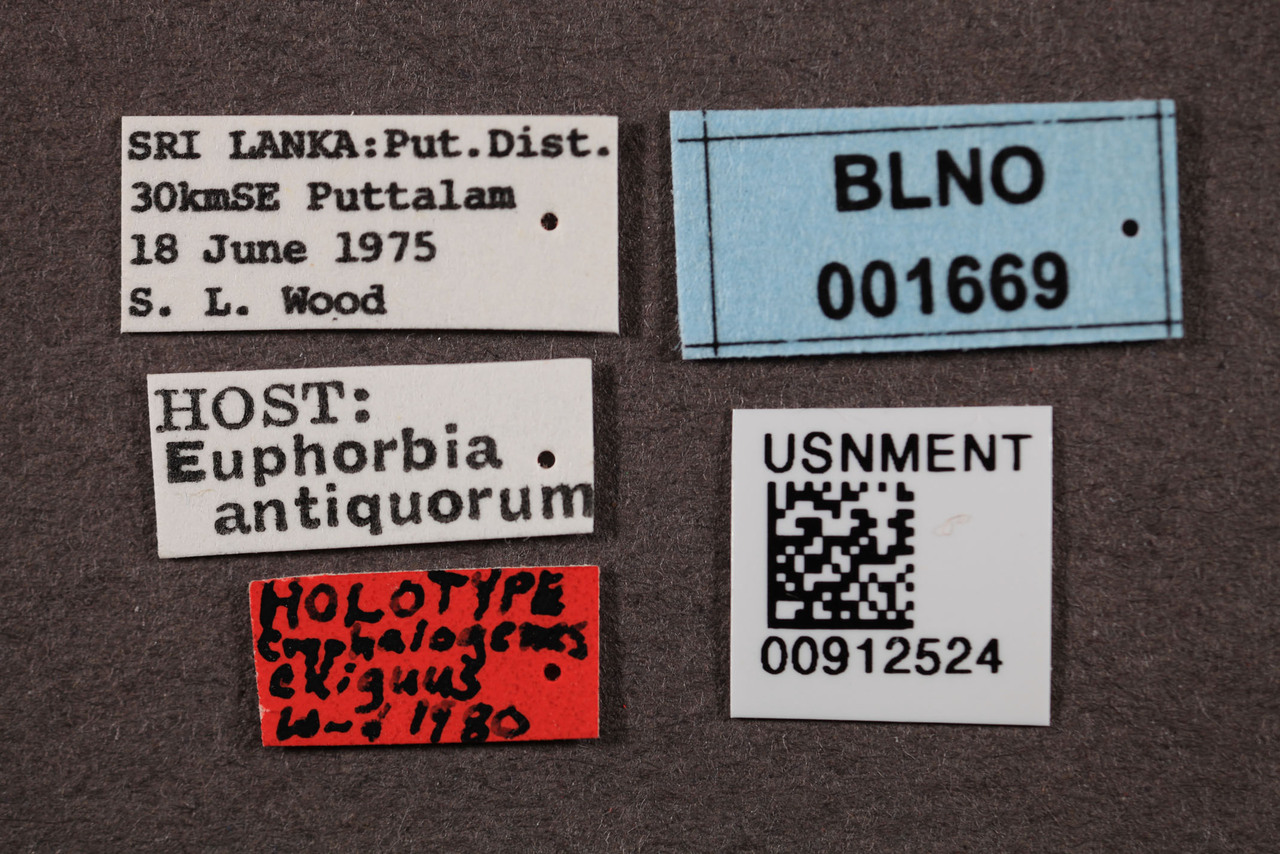 SRI LANKA:Put.Dist.
30kmSE Puttalam
18 June 1975
S. L. Wood
BLNO
001669
HOST:
Euphorbia
antiquorum
USNMENT
00912524
HOLOTYPE
exiguus
1980